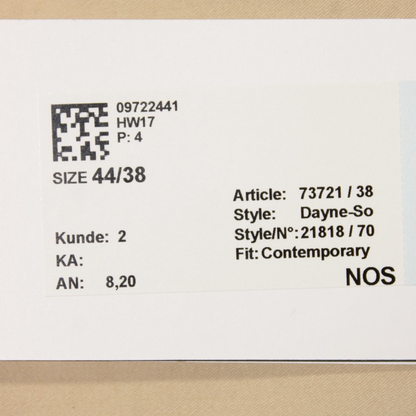 09722441
HW17
P: 4
SIZE 44/38
Article: 73721 / 38
Style: Dayne-So
Style/N°: 21818 / 70
Fit: Contemporary
NOS
Kunde: 2
KA:
AN: 8,20